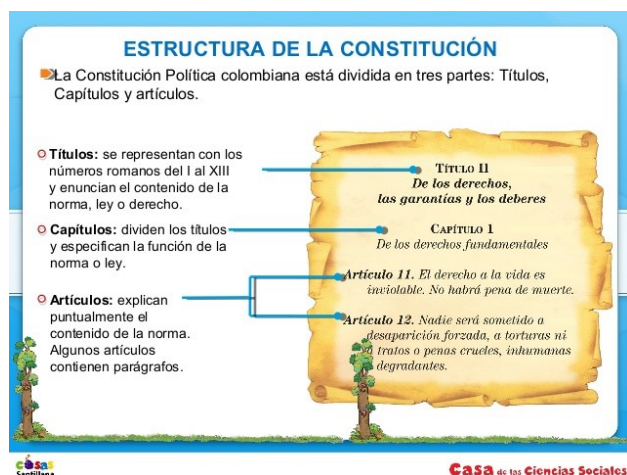 ESTRUCTURA DE LA CONSTITUCIÓN
La Constitución Política colombiana está dividida en tres partes: Títulos,
Capítulos y artículos.
Títulos: se representan con los
números romanos del I al XIII
y enuncian el contenido de la
norma, ley o derecho.
Capítulos: dividen los títulos
y especifican la función de la
norma o ley.
Artículos: explican
puntualmente el
contenido de la norma.
Algunos artículos
contienen parágrafos.
TÍTULO II
De los derechos,
las garantías y los deberes
CAPÍTULO 1
De los derechos fundamentales
Artículo 11. El derecho a la vida es
inviolable. No habrá pena de muerte.
Artículo 12. Nadie será sometido a
desaparición forzada, a torturas ni
a tratos o penas crueles, inhumanas
degradantes.
cosas
Santillana
Casa de las Ciencias Sociales